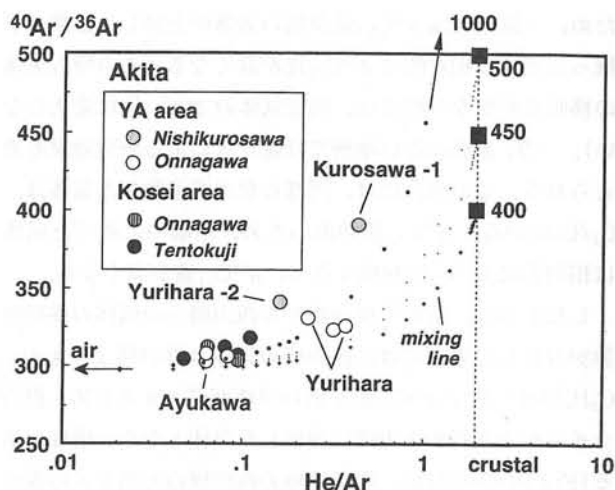 ⁴⁰Ar/³⁶Ar
1000
500
Akita
500
YA area
Nishikurosawa
Onnagawa
450
450
Kosei area
Onnagawa
Tentokuji
Kurosawa -1
400
400
Yurihara -2
350
mixing
line
air
300
Yurihara
Ayukawa
250
.01
.1
1
crustal
10
He/Ar